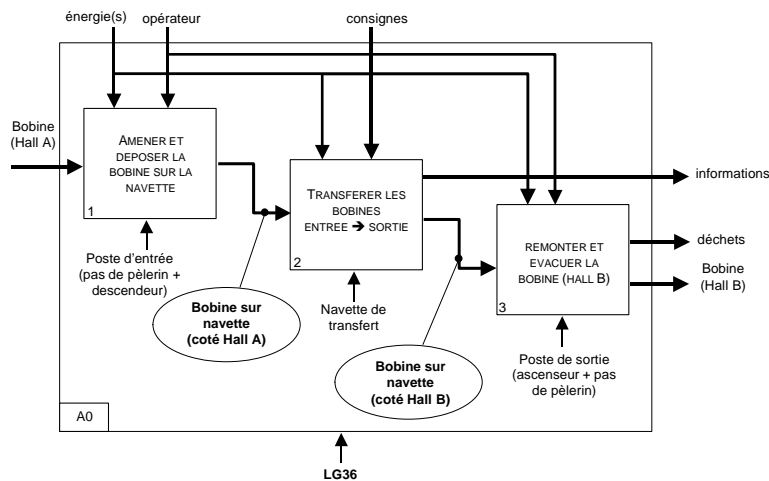 énergie(s)
opérateur
consignes
Bobine
(Hall A)
AMENER ET
DEPOSER LA
BOBINE SUR LA
NAVETTE
1
TRANSFERER LES
BOBINES
ENTREE ➔ SORTIE
2
informations
REMONTER ET
EVACUER LA
BOBINE (HALL B)
3
déchets
Bobine
(Hall B)
Poste d'entrée
(pas de pèlerin +
descendeur)
Bobine sur
navette
(coté Hall A)
Navette de
transfert
Bobine sur
navette
(coté Hall B)
Poste de sortie
(ascenseur + pas
de pèlerin)
A0
LG36